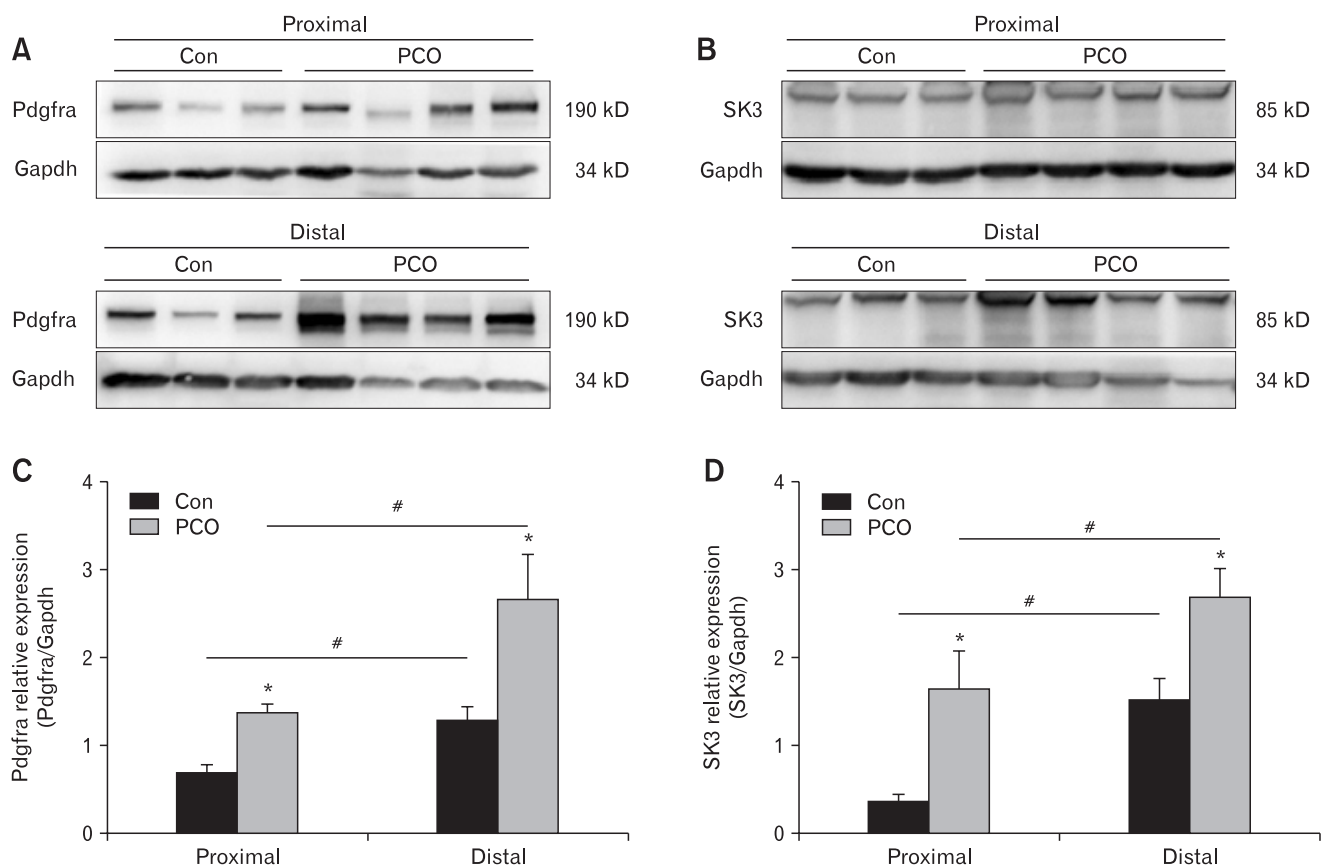 A
Proximal
Con PCO
Pdgfra 190 kD
Gapdh 34 kD
Distal
Con PCO
Pdgfra 190 kD
Gapdh 34 kD
B
Proximal
Con PCO
SK3 85 kD
Gapdh 34 kD
Distal
Con PCO
SK3 85 kD
Gapdh 34 kD
C
Pdgfra relative expression
(Pdgfra/Gapdh
4
3
2
1
0
Con
PCO
#
#
*
*
Proximal Distal
D
SK3 relative expression
(SK3/Gapdh)
4
3
2
1
0
Con
PCO
#
#
*
*
Proximal Distal